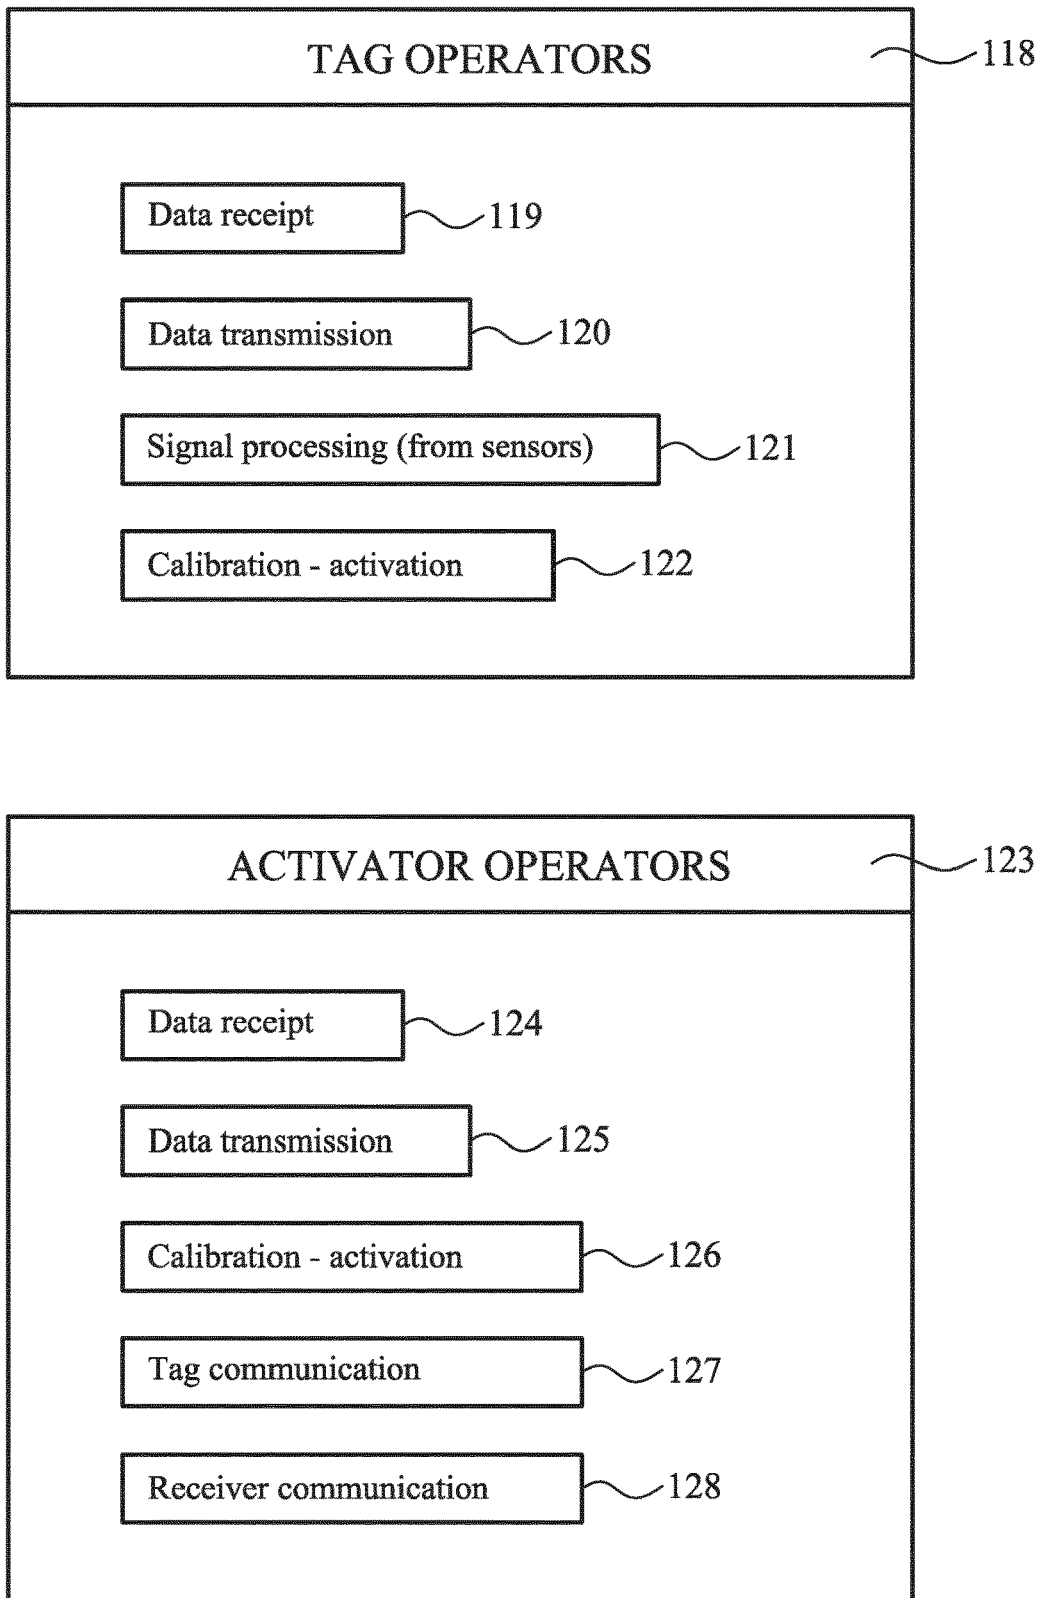 TAG OPERATORS 118
Data receipt 119
Data transmission 120
Signal processing (from sensors) 121
Calibration - activation 122
ACTIVATOR OPERATORS 123
Data receipt 124
Data transmission 125
Calibration - activation 126
Tag communication 127
Receiver communication 128